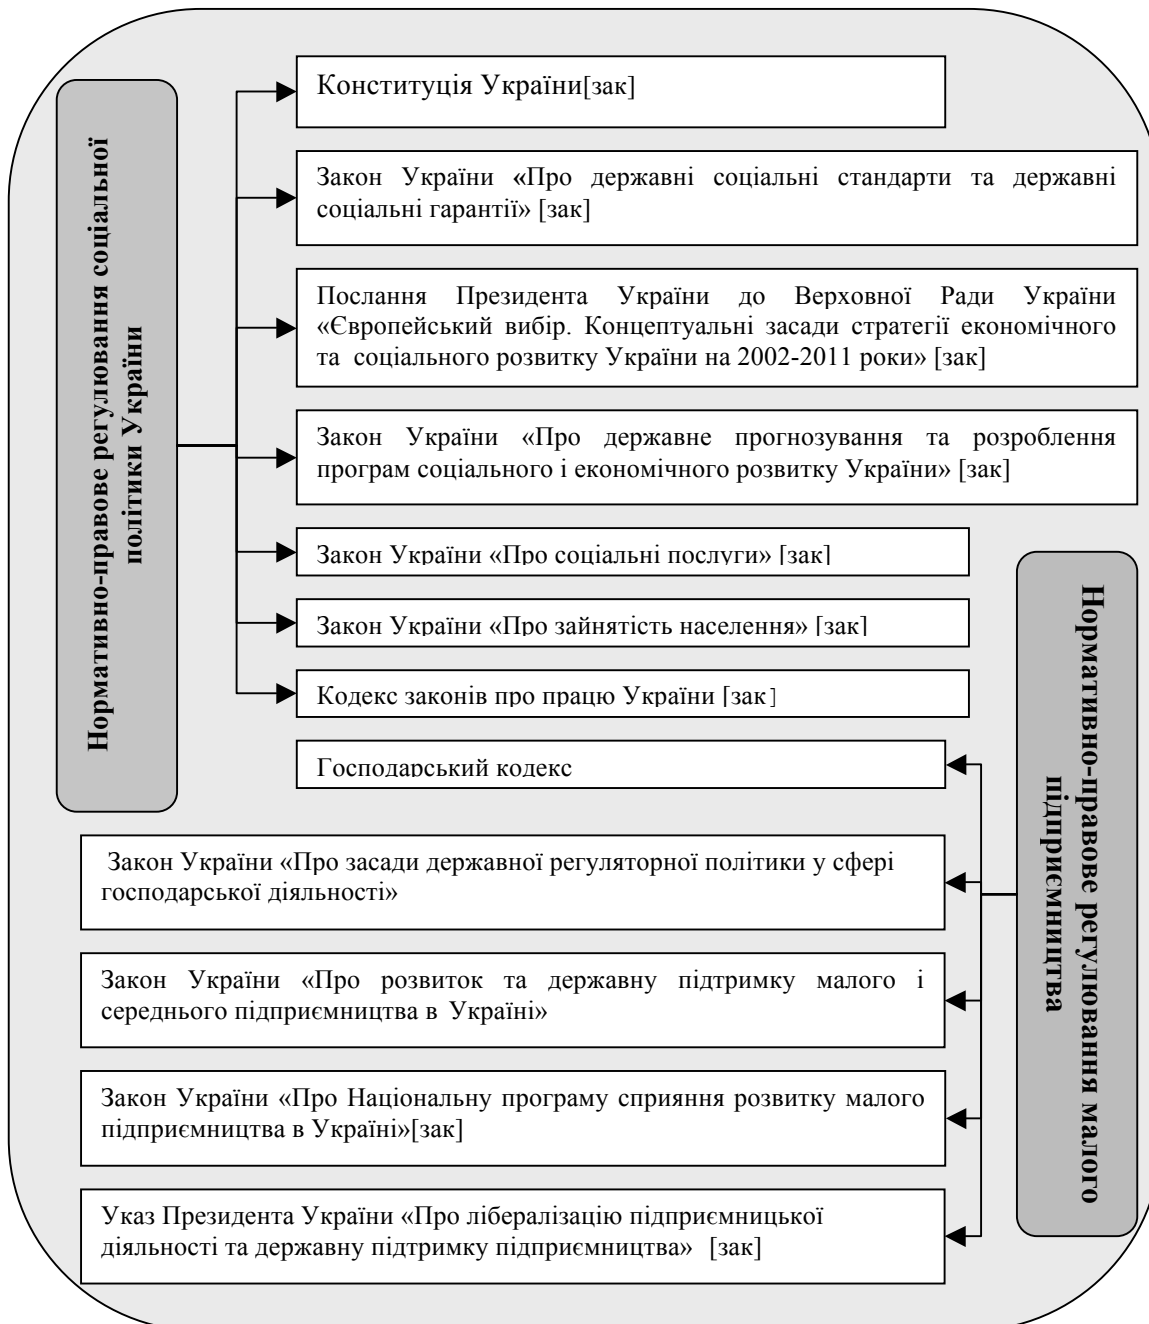 Нормативно-правове регулювання соціальної
політики України
Конституція України[зак]
Закон України «Про державні соціальні стандарти та державні
соціальні гарантії» [зак]
Послання Президента України до Верховної Ради України
«Європейський вибір. Концептуальні засади стратегії економічного
та соціального розвитку України на 2002-2011 роки» [зак]
Закон України «Про державне прогнозування та розроблення
програм соціального і економічного розвитку України» [зак]
Закон України «Про соціальні послуги» [зак]
Закон України «Про зайнятість населення» [зак]
Кодекс законів про працю України [зак]
Господарський кодекс
Закон України «Про засади державної регуляторної політики у сфері
господарської діяльності»
Закон України «Про розвиток та державну підтримку малого і
середнього підприємництва в Україні»
Закон України «Про Національну програму сприяння розвитку малого
підприємництва в Україні»[зак]
Указ Президента України «Про лібералізацію підприємницької
діяльності та державну підтримку підприємництва» [зак]
Нормативно-правове регулювання малого
підприємництва